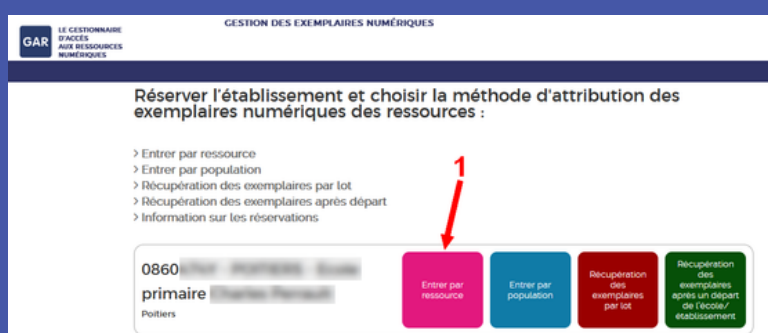 GESTION DES EXEMPLAIRES NUMÉRIQUES
GAR
LE GESTIONNAIRE
D'ACCÈS
AUX RESSOURCES
NUMÉRIQUES
Réserver l'établissement et choisir la méthode d'attribution des
exemplaires numériques des ressources :
> Entrer par ressource
> Entrer par population
> Récupération des exemplaires par lot
> Récupération des exemplaires après départ
> Information sur les réservations
1
0860
primaire
Poitiers
Entrer par
ressource
Entrer par
population
Récupération
des
exemplaires
par lot
Récupération
des
exemplaires
après un départ
de l'école/
établissement